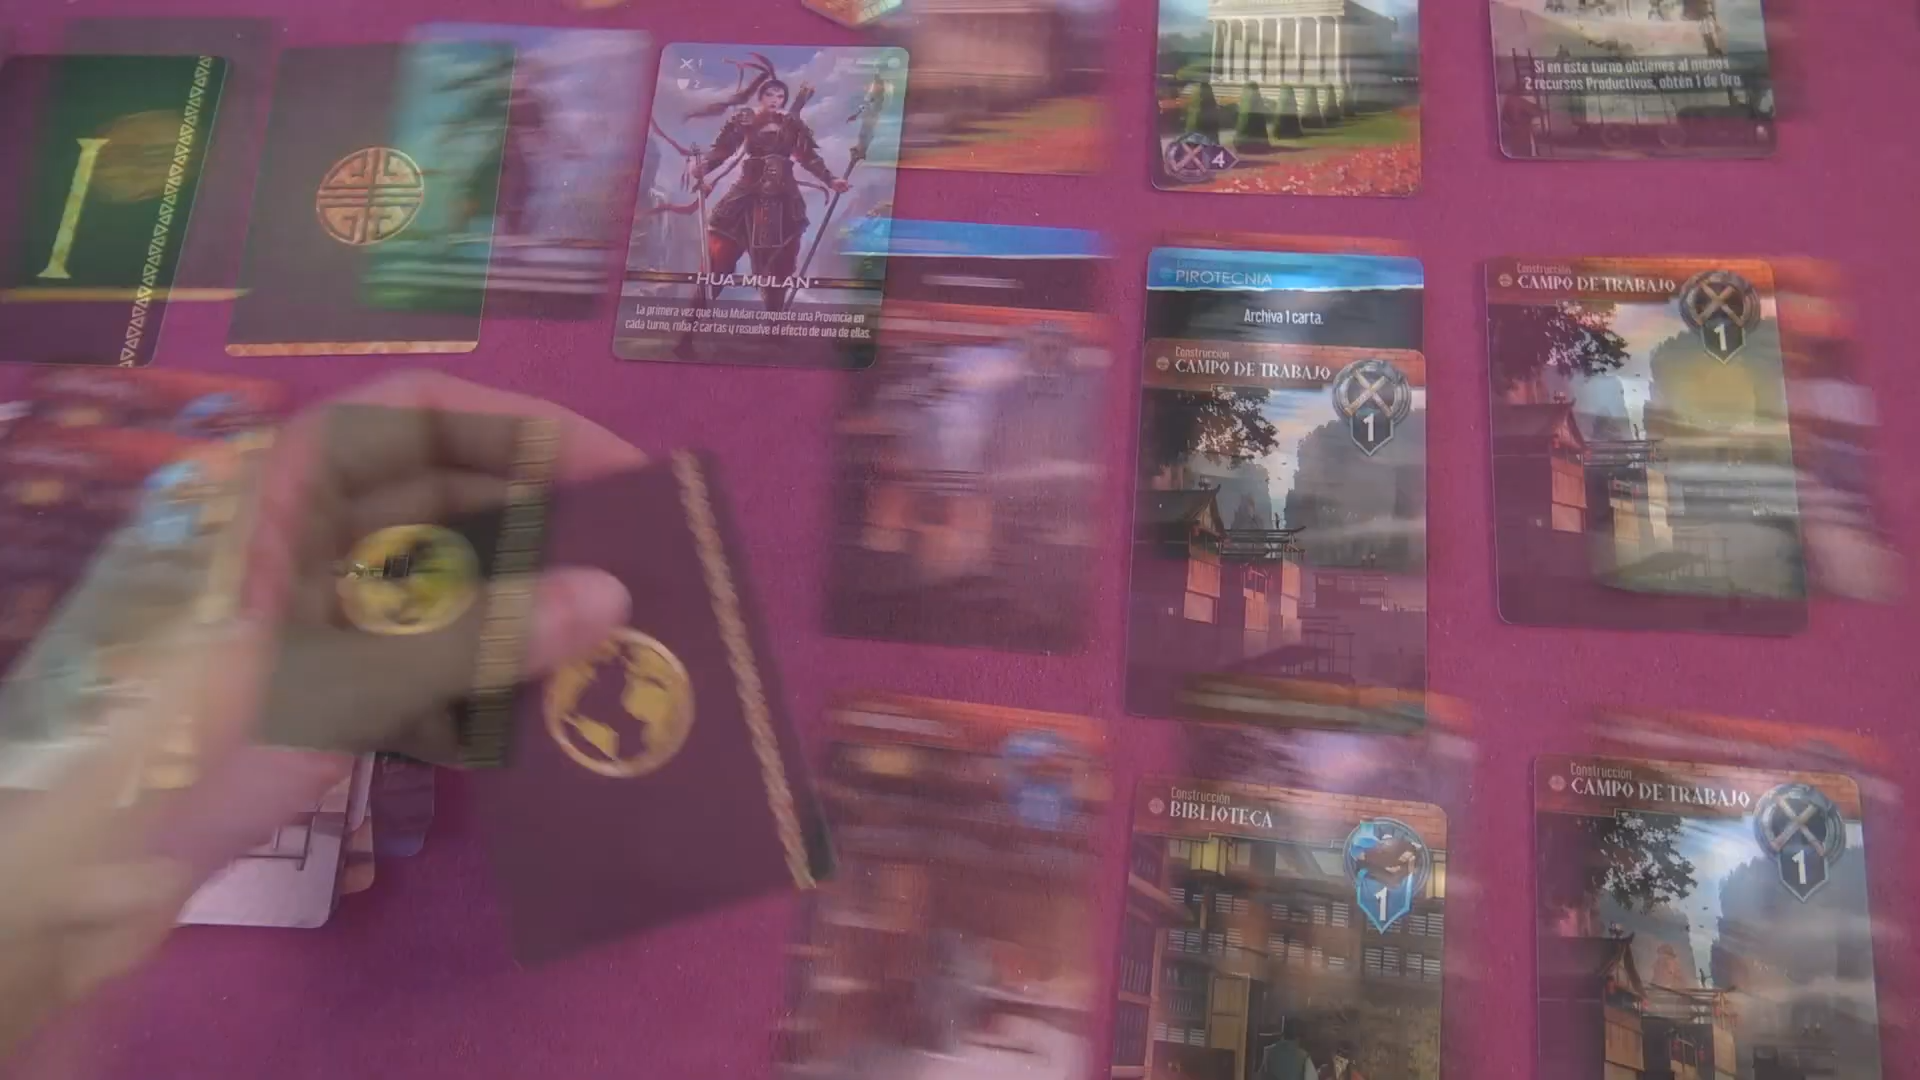 I
1
2
· HUA MULAN ·
La primera vez que Hua Mulan conquiste una Provincia en
cada turno, roba 2 cartas y resuelve el efecto de una de ellas.
4
Si en este turno obtienes al menos
2 recursos Productivos, obtén 1 de Oro
PIROTECNIA
Archiva 1 carta.
Construcción
CAMPO DE TRABAJO
1
Construcción
CAMPO DE TRABAJO
1
Construcción
BIBLIOTECA
1
Construcción
CAMPO DE TRABAJO
1